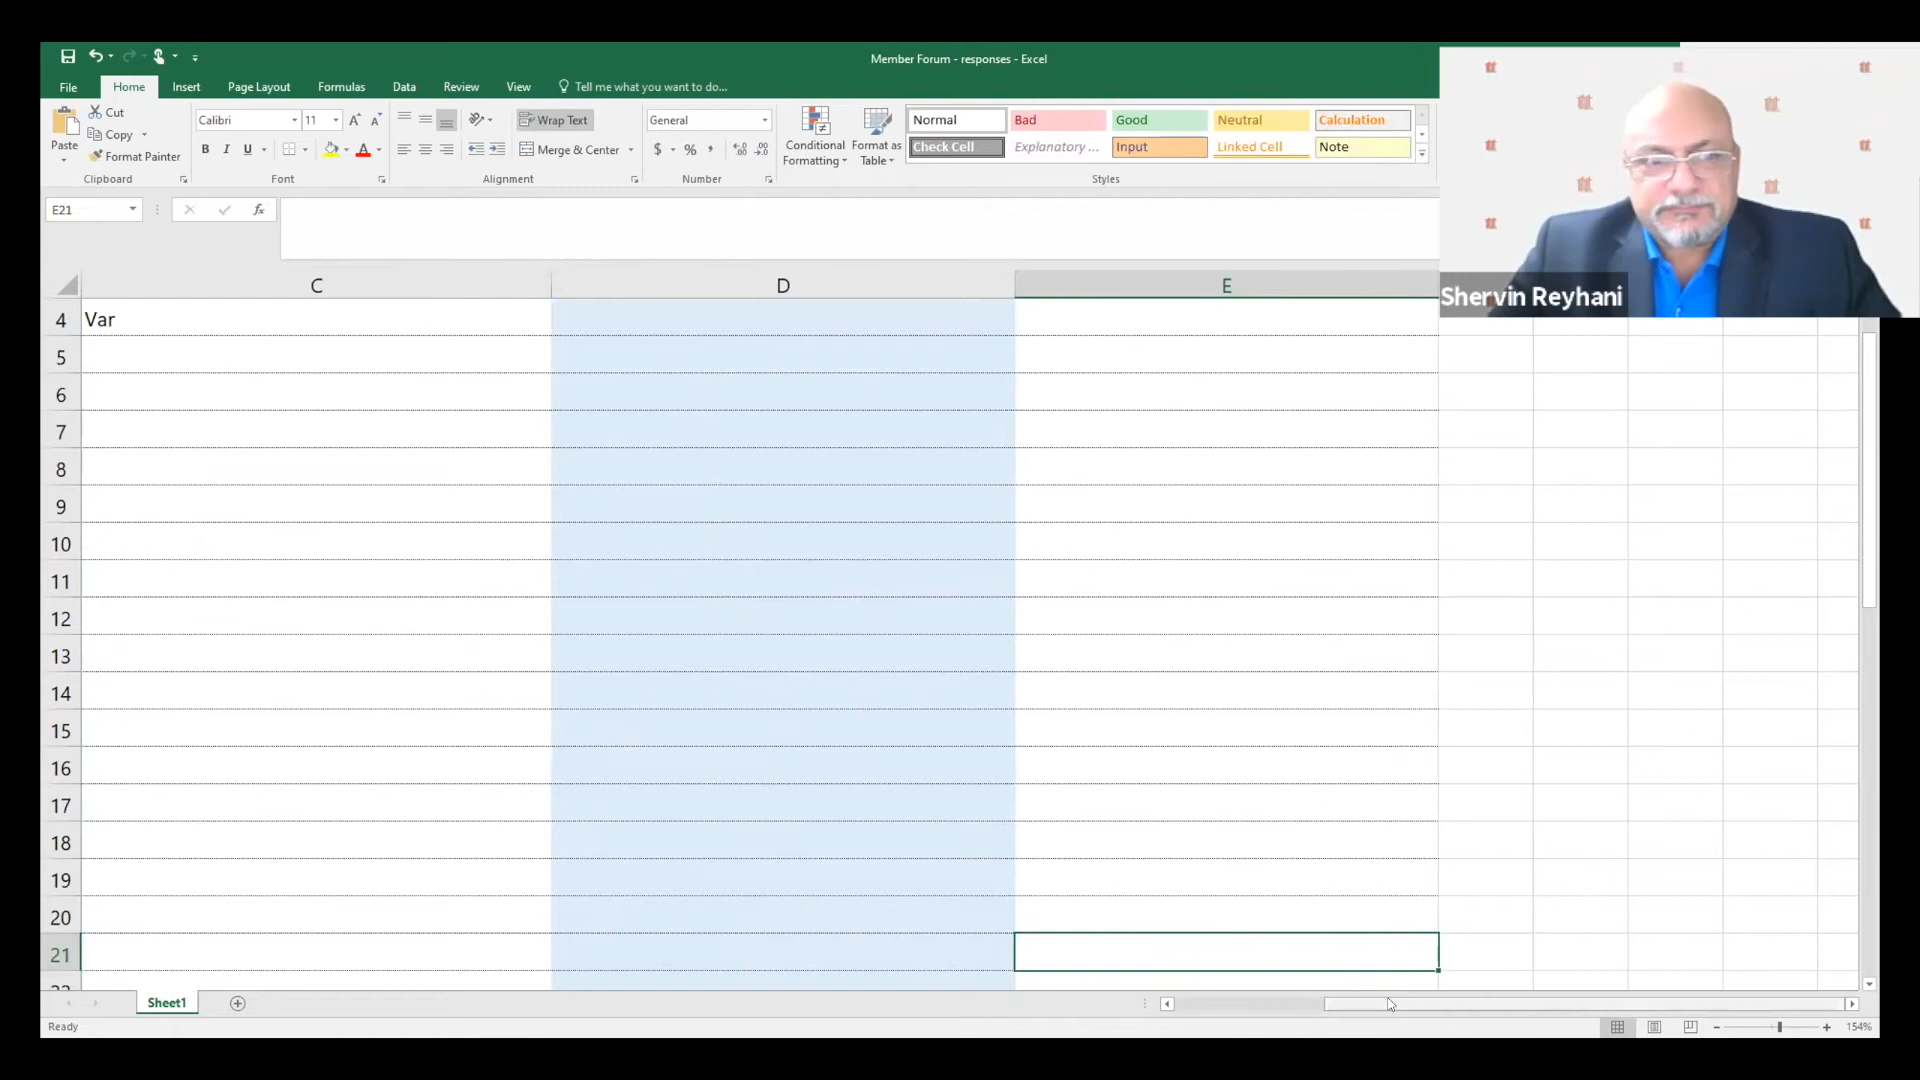 Member Forum - responses - Excel
File Home Insert Page Layout Formulas Data Review View Tell me what you want to do...
Paste
Cut
Copy
Format Painter
Clipboard
Calibri 11
B I U
Font
Wrap Text
Merge & Center
Alignment
General
$ % ,
Number
Conditional Formatting
Format as Table
Normal Bad Good Neutral Calculation
Check Cell Explanatory ... Input Linked Cell Note
Styles
Shervin Reyhani
E21 fx
C D E
4 Var
5
6
7
8
9
10
11
12
13
14
15
16
17
18
19
20
21
22
Sheet1
Ready 154%